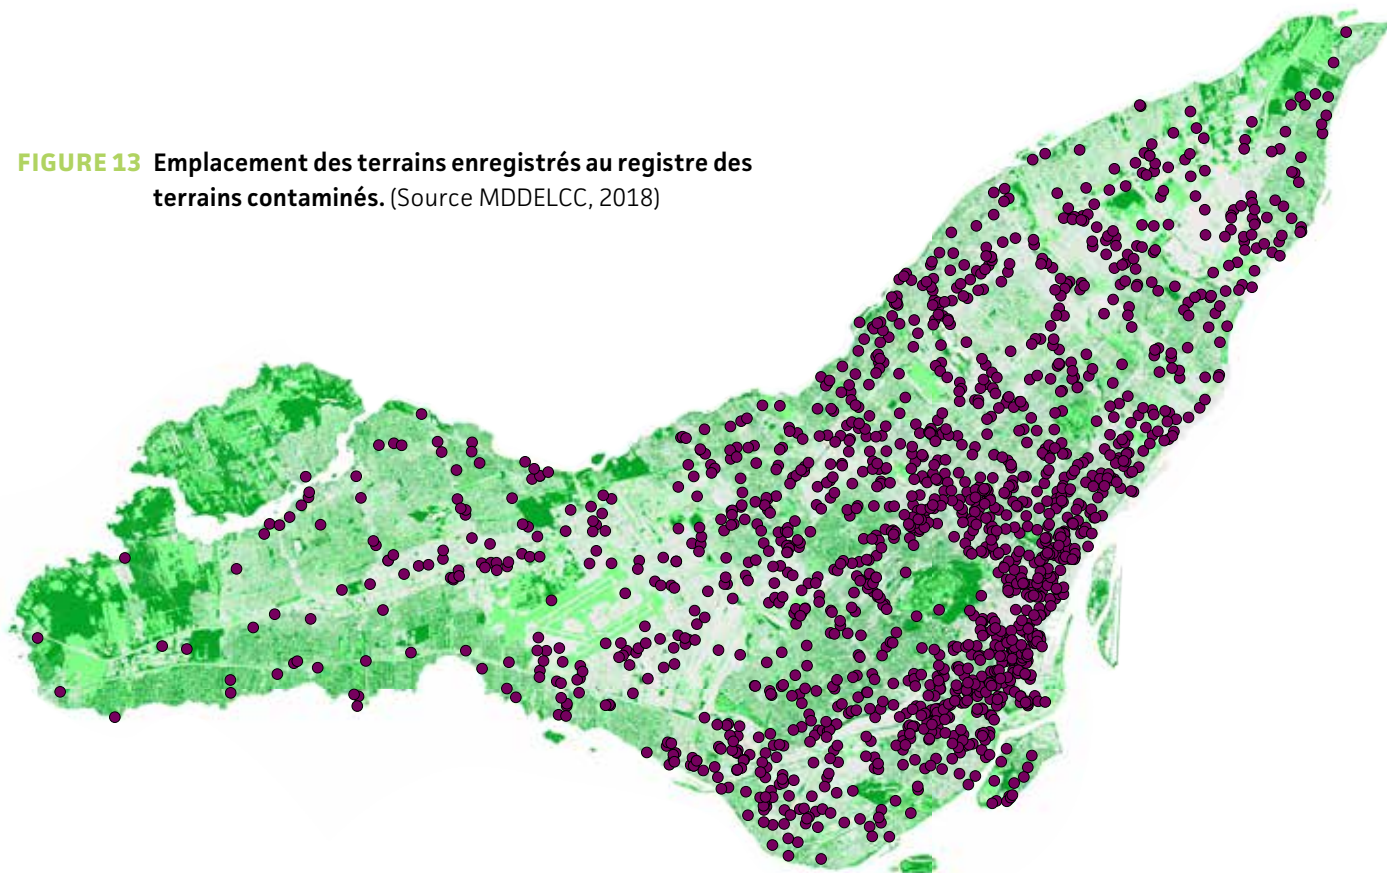 FIGURE 13 Emplacement des terrains enregistrés au registre des
terrains contaminés. (Source MDDELCC, 2018)